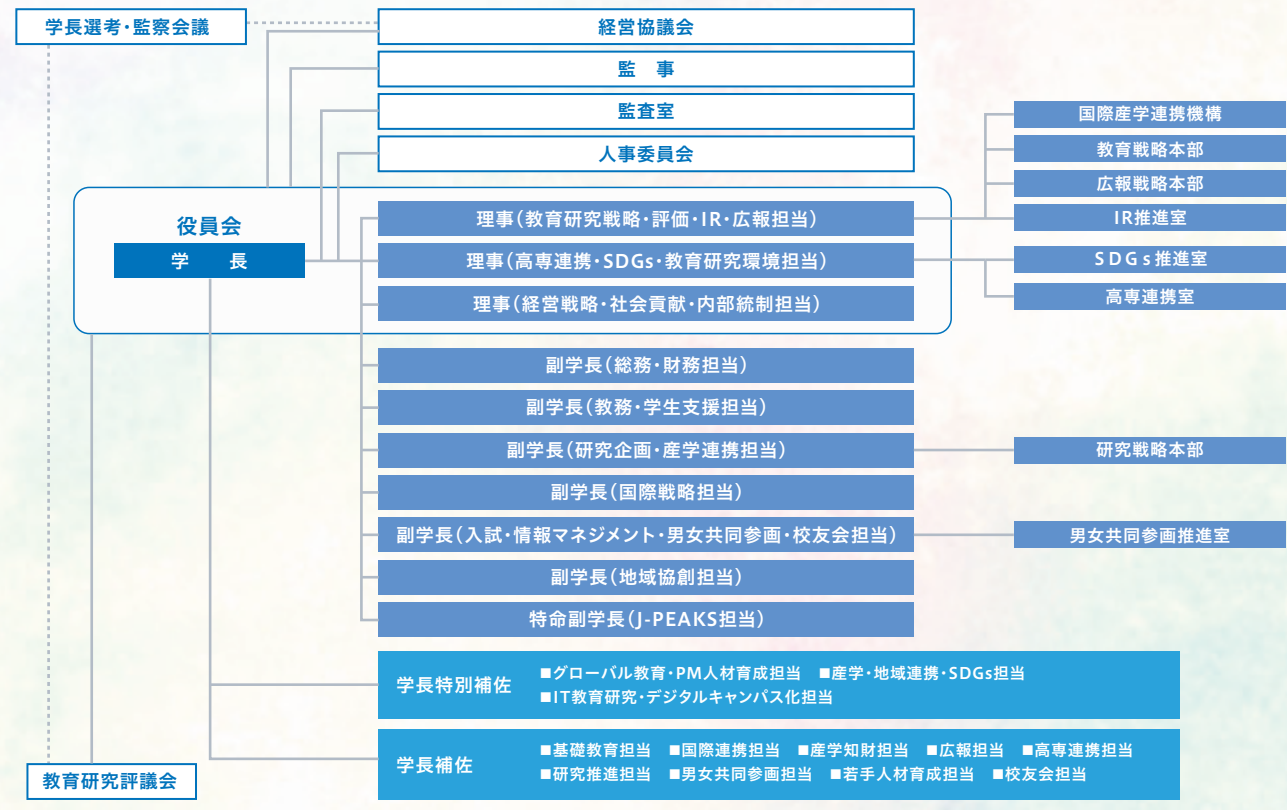 学長選考・監察会議
経営協議会
監　事
監査室
人事委員会
役員会
学　長
理事（教育研究戦略・評価・IR・広報担当）
理事（高専連携・SDGs・教育研究環境担当）
理事（経営戦略・社会貢献・内部統制担当）
国際産学連携機構
教育戦略本部
広報戦略本部
IR推進室
SDGs推進室
高専連携室
副学長（総務・財務担当）
副学長（教務・学生支援担当）
副学長（研究企画・産学連携担当）
研究戦略本部
副学長（国際戦略担当）
副学長（入試・情報マネジメント・男女共同参画・校友会担当）
男女共同参画推進室
副学長（地域協創担当）
特命副学長（J-PEAKS担当）
学長特別補佐
■グローバル教育・PM人材育成担当　■産学・地域連携・SDGs担当
■IT教育研究・デジタルキャンパス化担当
学長補佐
■基礎教育担当　■国際連携担当　■産学知財担当　■広報担当　■高専連携担当
■研究推進担当　■男女共同参画担当　■若手人材育成担当　■校友会担当
教育研究評議会